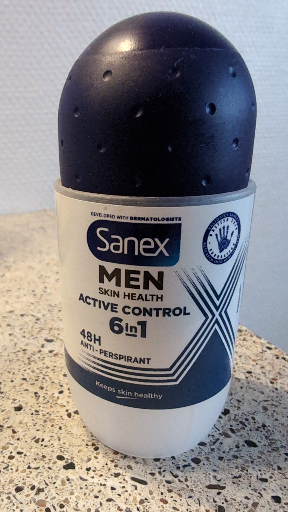 DEVELOPED WITH DERMATOLOGISTS
Sanex
MEN
SKIN HEALTH
ACTIVE CONTROL
6in1
48H
ANTI-PERSPIRANT
Keeps skin healthy